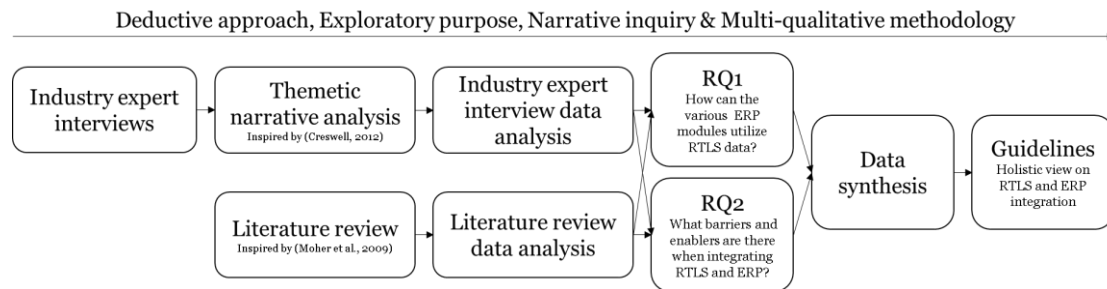 Deductive approach, Exploratory purpose, Narrative inquiry & Multi-qualitative methodology
Industry expert
interviews
Themetic
narrative analysis
Inspired by (Creswell, 2012)
Industry expert
interview data
analysis
RQ1
How can the
various ERP
modules utilize
RTLS data?
Literature review
Inspired by (Moher et al., 2009)
Literature review
data analysis
RQ2
What barriers and
enablers are there
when integrating
RTLS and ERP?
Data
synthesis
Guidelines
Holistic view on
RTLS and ERP
integration